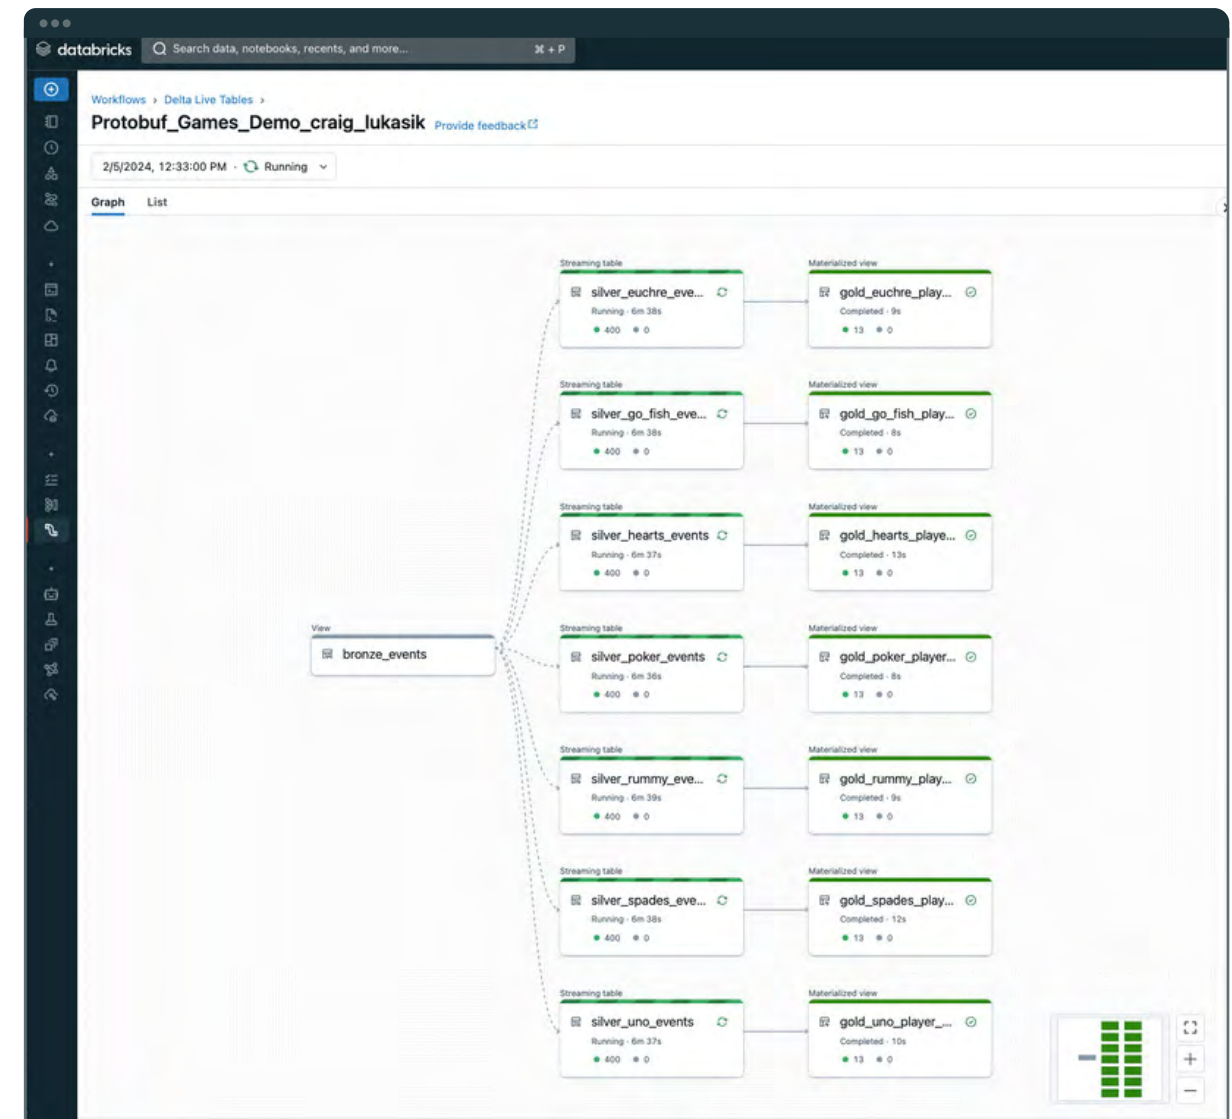 databricks
Search data, notebooks, recents, and more...
⌘ + P
Workflows > Delta Live Tables >
Protobuf_Games_Demo_craig_lukasik Provide feedback
2/5/2024, 12:33:00 PM · Running
Graph List
Streaming table
silver_euchre_eve...
Running · 6m 38s
400 0
Materialized view
gold_euchre_play...
Completed · 9s
13 0
Streaming table
silver_go_fish_eve...
Running · 6m 38s
400 0
Materialized view
gold_go_fish_play...
Completed · 8s
13 0
Streaming table
silver_hearts_events
Running · 6m 37s
400 0
Materialized view
gold_hearts_playe...
Completed · 13s
13 0
View
bronze_events
Streaming table
silver_poker_events
Running · 6m 36s
400 0
Materialized view
gold_poker_player...
Completed · 8s
13 0
Streaming table
silver_rummy_eve...
Running · 6m 39s
400 0
Materialized view
gold_rummy_play...
Completed · 9s
13 0
Streaming table
silver_spades_eve...
Running · 6m 38s
400 0
Materialized view
gold_spades_play...
Completed · 12s
13 0
Streaming table
silver_uno_events
Running · 6m 37s
400 0
Materialized view
gold_uno_player_...
Completed · 10s
13 0